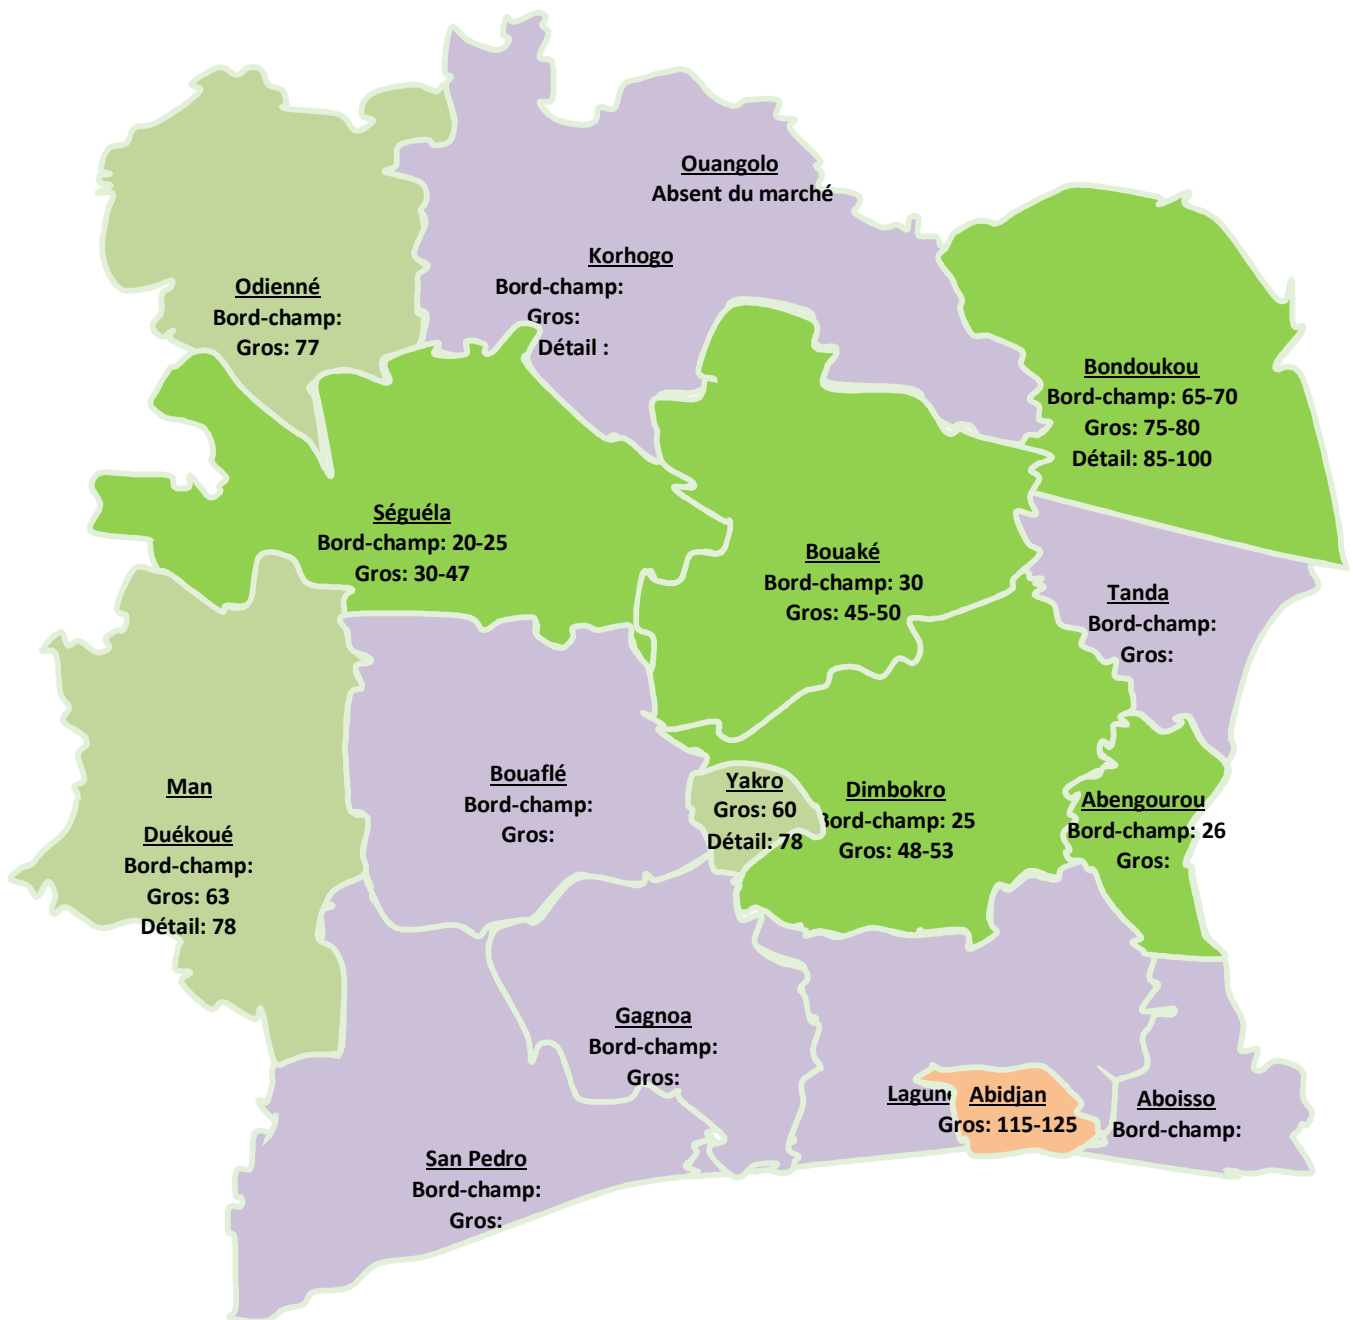 Ouangolo
Absent du marché
Korhogo
Bord-champ:
Gros:
Détail :
Odienné
Bord-champ:
Gros: 77
Bondoukou
Bord-champ: 65-70
Gros: 75-80
Détail: 85-100
Séguéla
Bord-champ: 20-25
Gros: 30-47
Bouaké
Bord-champ: 30
Gros: 45-50
Tanda
Bord-champ:
Gros:
Man
Duékoué
Bord-champ:
Gros: 63
Détail: 78
Bouaflé
Bord-champ:
Gros:
Yakro
Gros: 60
Détail: 78
Dimbokro
Bord-champ: 25
Gros: 48-53
Abengourou
Bord-champ: 26
Gros:
Gagnoa
Bord-champ:
Gros:
Lagune
Abidjan
Gros: 115-125
Aboisso
Bord-champ:
San Pedro
Bord-champ:
Gros: